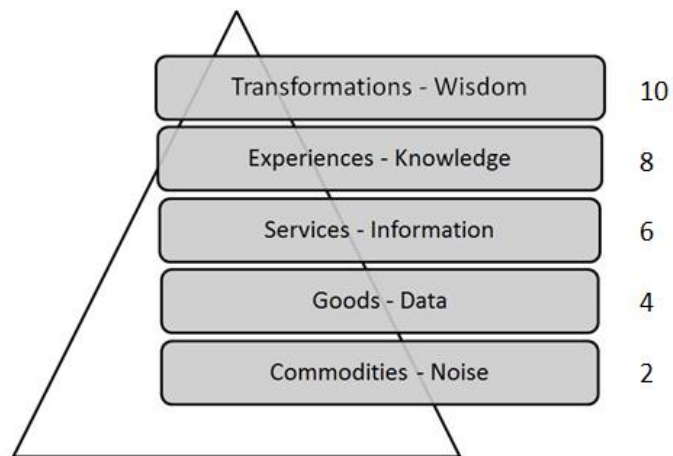 Transformations - Wisdom 10
Experiences - Knowledge 8
Services - Information 6
Goods - Data 4
Commodities - Noise 2